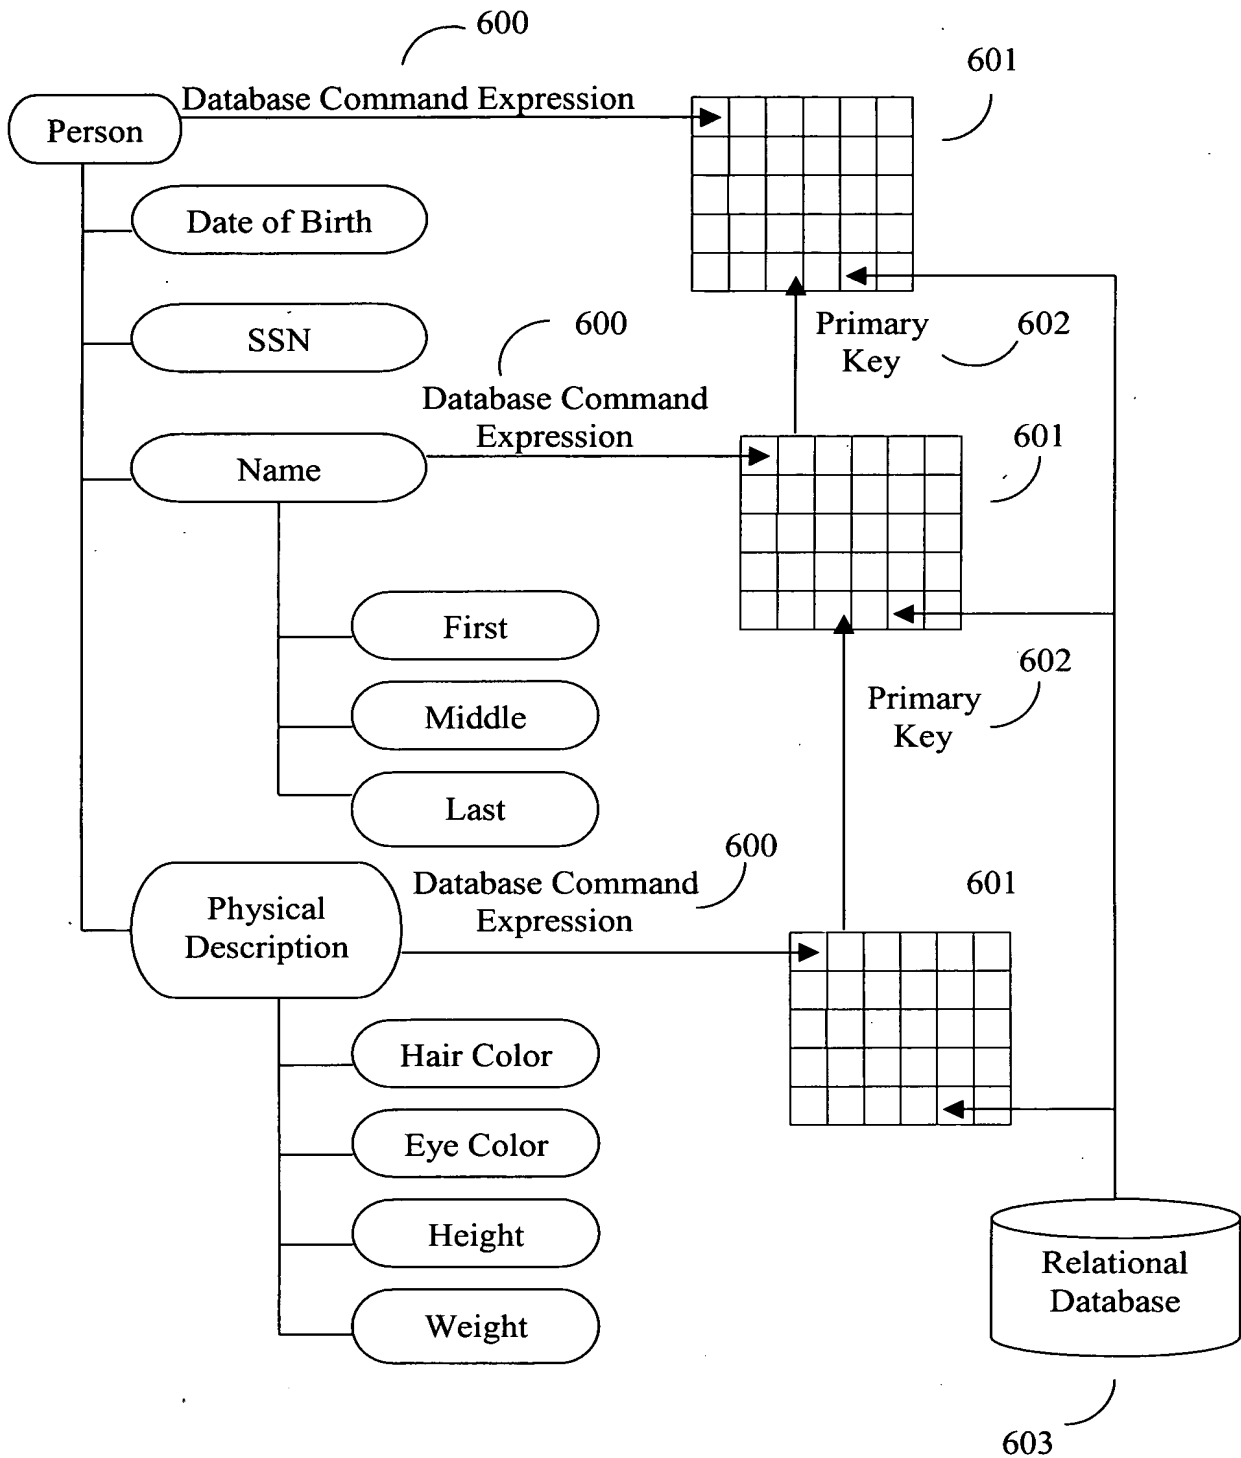 600
601
Database Command Expression
Person
Date of Birth
SSN
600
Primary
Key
602
Database Command
Expression
601
Name
First
602
Primary
Key
Middle
Last
600
Database Command
Expression
601
Physical
Description
Hair Color
Eye Color
Height
Weight
Relational
Database
603